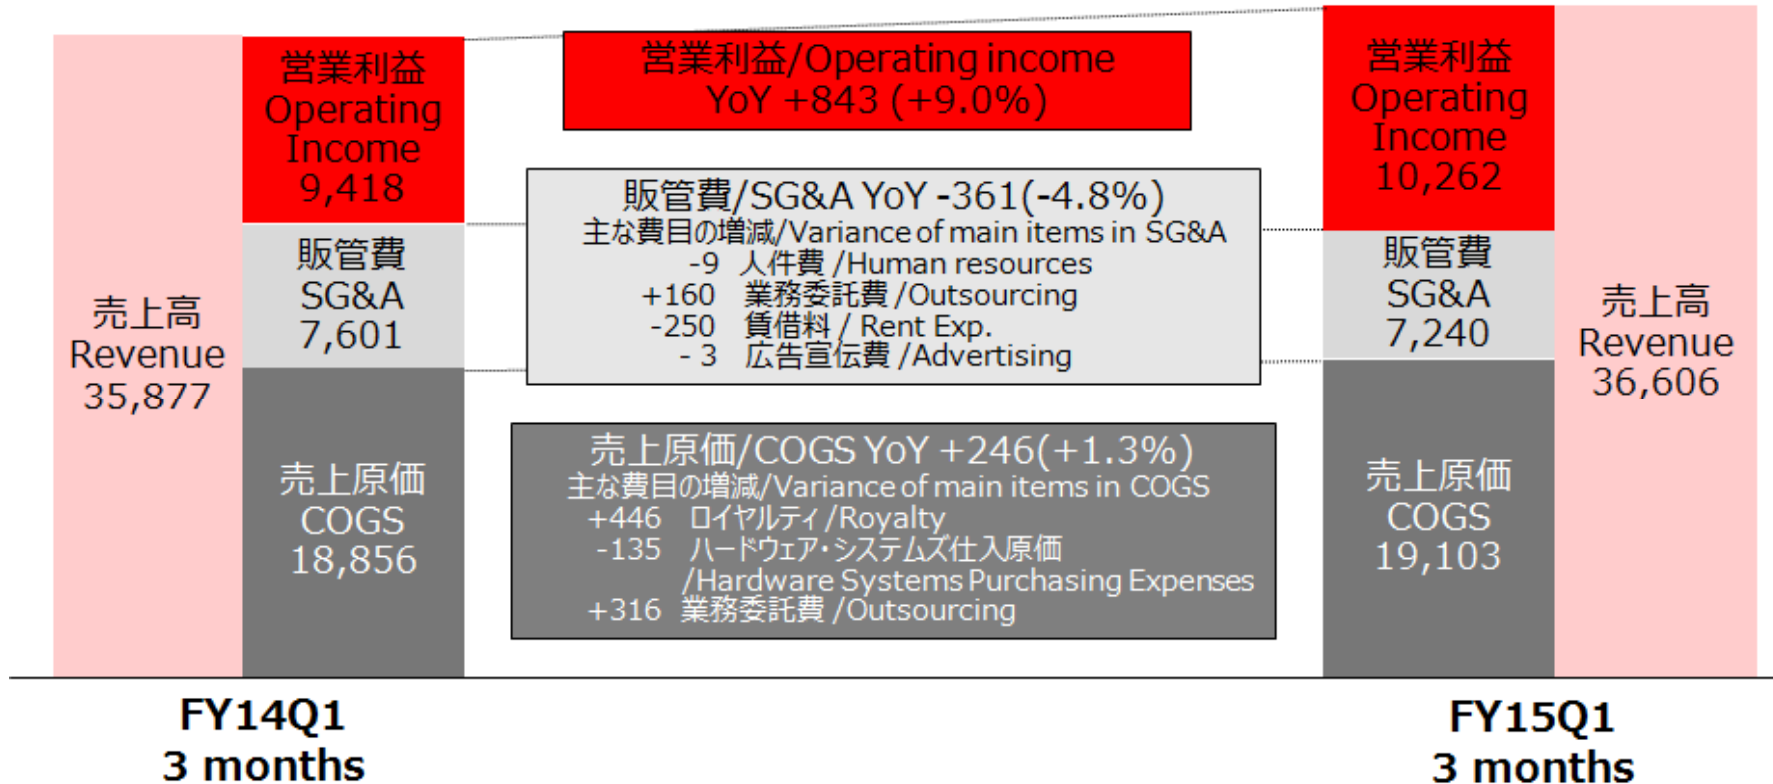 売上高
Revenue
35,877
営業利益
Operating
Income
9,418
販管費
SG&A
7,601
売上原価
COGS
18,856
営業利益/Operating income
YoY +843 (+9.0%)
販管費/SG&A YoY -361(-4.8%)
主な費目の増減/Variance of main items in SG&A
-9 人件費 /Human resources
+160 業務委託費 /Outsourcing
-250 賃借料 / Rent Exp.
- 3 広告宣伝費 /Advertising
売上原価/COGS YoY +246(+1.3%)
主な費目の増減/Variance of main items in COGS
+446 ロイヤルティ /Royalty
-135 ハードウェア・システムズ仕入原価
/Hardware Systems Purchasing Expenses
+316 業務委託費 /Outsourcing
営業利益
Operating
Income
10,262
販管費
SG&A
7,240
売上原価
COGS
19,103
売上高
Revenue
36,606
FY14Q1
3 months
FY15Q1
3 months